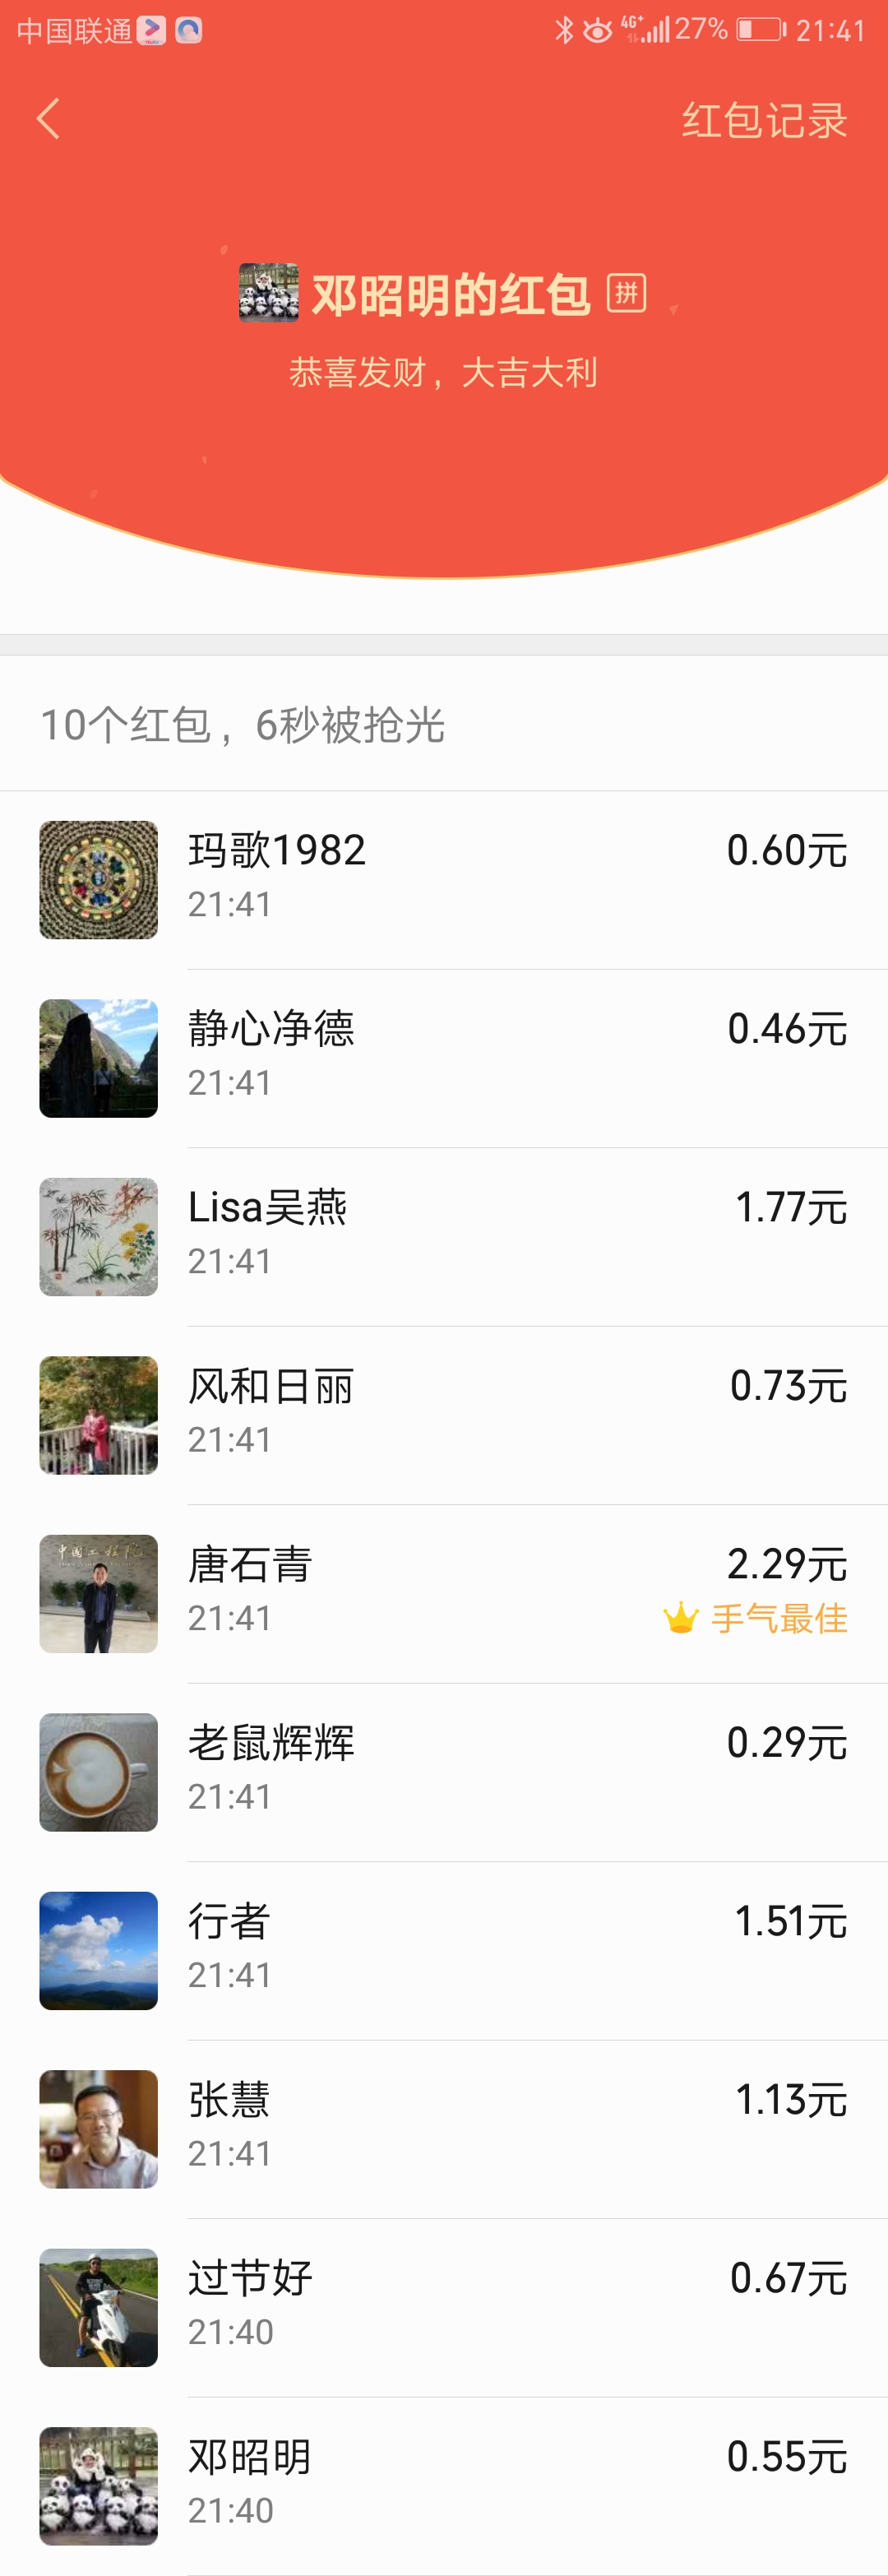 中国联通 4G+ 27% 21:41
红包记录
邓昭明的红包 拼
恭喜发财，大吉大利
10个红包，6秒被抢光
玛歌1982 0.60元
21:41
静心净德 0.46元
21:41
Lisa吴燕 1.77元
21:41
风和日丽 0.73元
21:41
中国工程院
唐石青 2.29元
21:41 手气最佳
老鼠辉辉 0.29元
21:41
行者 1.51元
21:41
张慧 1.13元
21:41
过节好 0.67元
21:40
邓昭明 0.55元
21:40